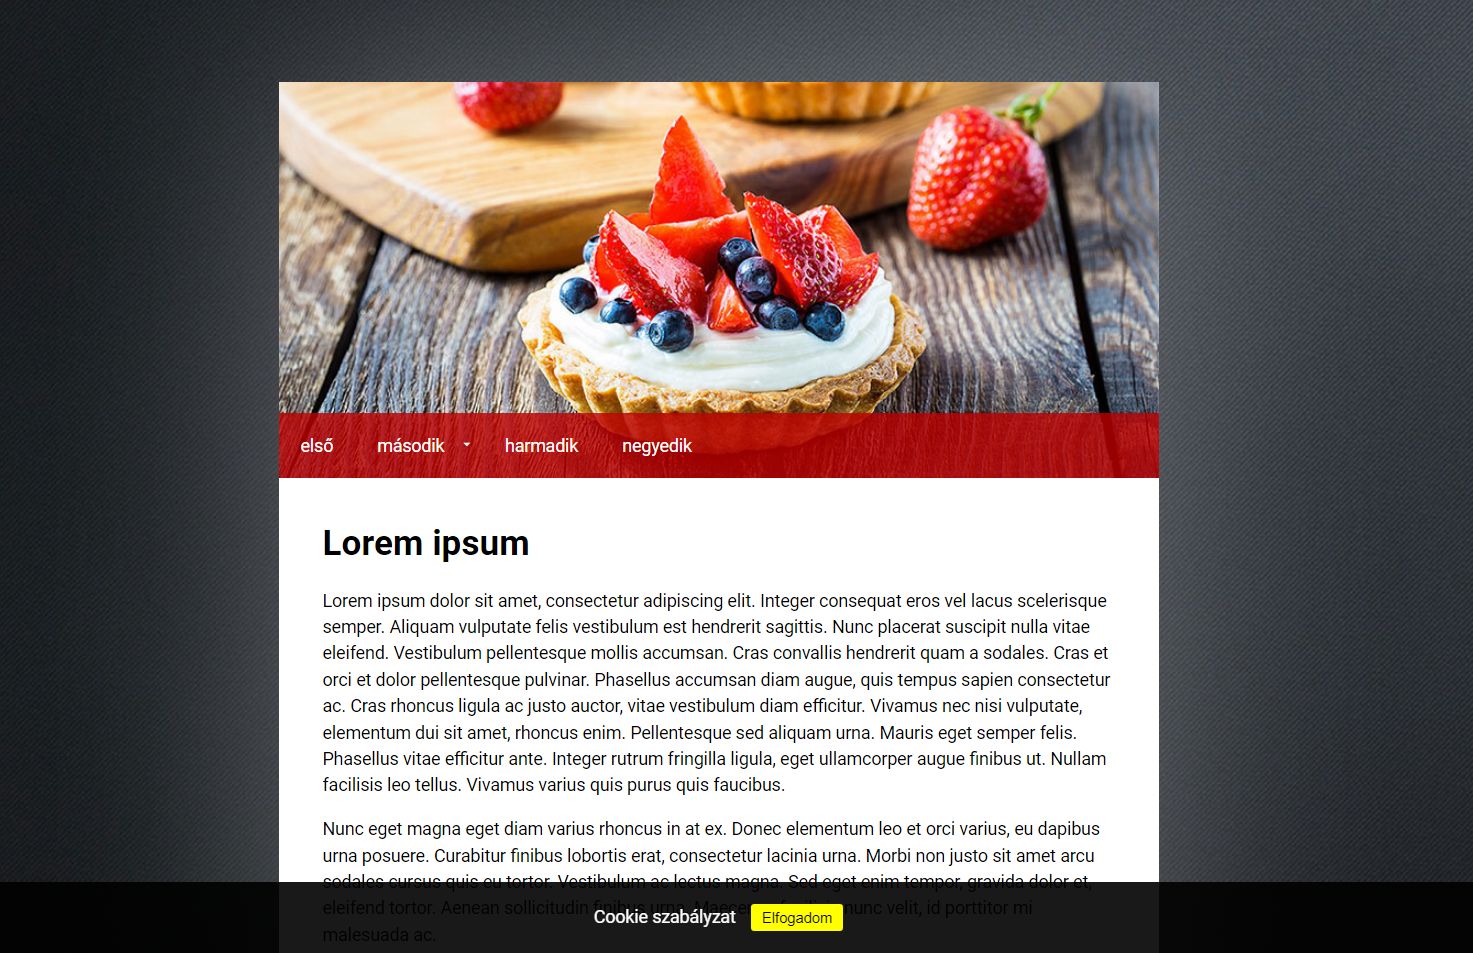 első második harmadik negyedik
Lorem ipsum
Lorem ipsum dolor sit amet, consectetur adipiscing elit. Integer consequat eros vel lacus scelerisque
semper. Aliquam vulputate felis vestibulum est hendrerit sagittis. Nunc placerat suscipit nulla vitae
eleifend. Vestibulum pellentesque mollis accumsan. Cras convallis hendrerit quam a sodales. Cras et
orci et dolor pellentesque pulvinar. Phasellus accumsan diam augue, quis tempus sapien consectetur
ac. Cras rhoncus ligula ac justo auctor, vitae vestibulum diam efficitur. Vivamus nec nisi vulputate,
elementum dui sit amet, rhoncus enim. Pellentesque sed aliquam urna. Mauris eget semper felis.
Phasellus vitae efficitur ante. Integer rutrum fringilla ligula, eget ullamcorper augue finibus ut. Nullam
facilisis leo tellus. Vivamus varius quis purus quis faucibus.
Nunc eget magna eget diam varius rhoncus in at ex. Donec elementum leo et orci varius, eu dapibus
urna posuere. Curabitur finibus lobortis erat, consectetur lacinia urna. Morbi non justo sit amet arcu
sodales cursus quis eu tortor. Vestibulum ac lectus magna. Sed eget enim tempor, gravida dolor et,
eleifend tortor. Aenean sollicitudin finibus urna. nunc velit, id porttitor mi
malesuada ac.
Cookie szabályzat Elfogadom